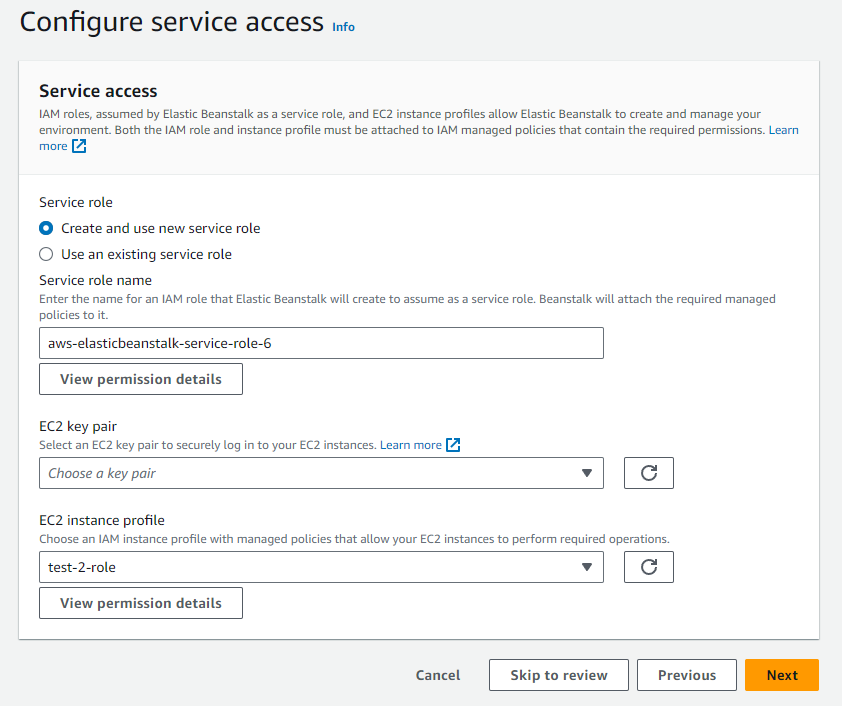 Configure service access Info
Service access
IAM roles, assumed by Elastic Beanstalk as a service role, and EC2 instance profiles allow Elastic Beanstalk to create and manage your
environment. Both the IAM role and instance profile must be attached to IAM managed policies that contain the required permissions. Learn
more
Service role
Create and use new service role
Use an existing service role
Service role name
Enter the name for an IAM role that Elastic Beanstalk will create to assume as a service role. Beanstalk will attach the required managed
policies to it.
aws-elasticbeanstalk-service-role-6
View permission details
EC2 key pair
Select an EC2 key pair to securely log in to your EC2 instances. Learn more
Choose a key pair
EC2 instance profile
Choose an IAM instance profile with managed policies that allow your EC2 instances to perform required operations.
test-2-role
View permission details
Cancel Skip to review Previous Next